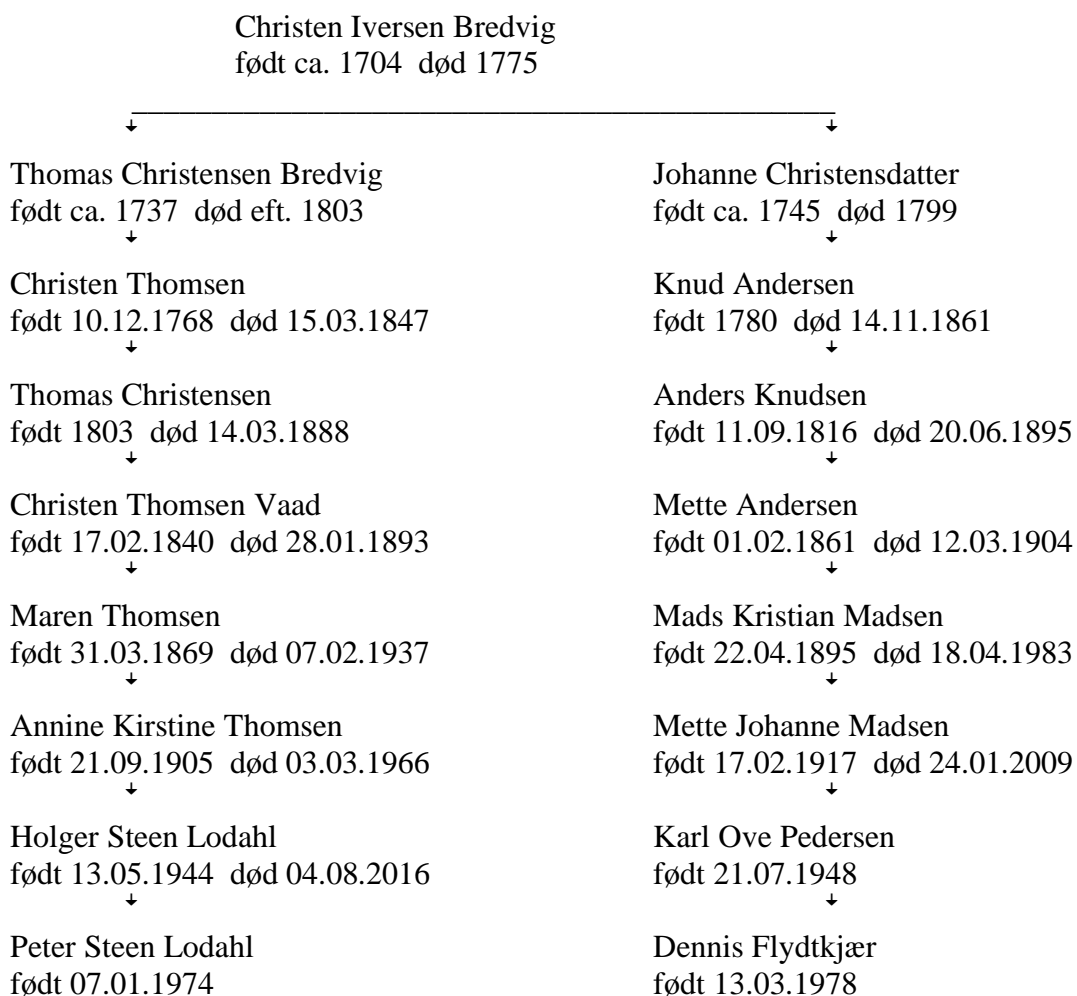 Christen Iversen Bredvig
født ca. 1704 død 1775
Thomas Christensen Bredvig
født ca. 1737 død eft. 1803
Johanne Christensdatter
født ca. 1745 død 1799
Christen Thomsen
født 10.12.1768 død 15.03.1847
Knud Andersen
født 1780 død 14.11.1861
Thomas Christensen
født 1803 død 14.03.1888
Anders Knudsen
født 11.09.1816 død 20.06.1895
Christen Thomsen Vaad
født 17.02.1840 død 28.01.1893
Mette Andersen
født 01.02.1861 død 12.03.1904
Maren Thomsen
født 31.03.1869 død 07.02.1937
Mads Kristian Madsen
født 22.04.1895 død 18.04.1983
Annine Kirstine Thomsen
født 21.09.1905 død 03.03.1966
Mette Johanne Madsen
født 17.02.1917 død 24.01.2009
Holger Steen Lodahl
født 13.05.1944 død 04.08.2016
Karl Ove Pedersen
født 21.07.1948
Peter Steen Lodahl
født 07.01.1974
Dennis Flydtkjær
født 13.03.1978